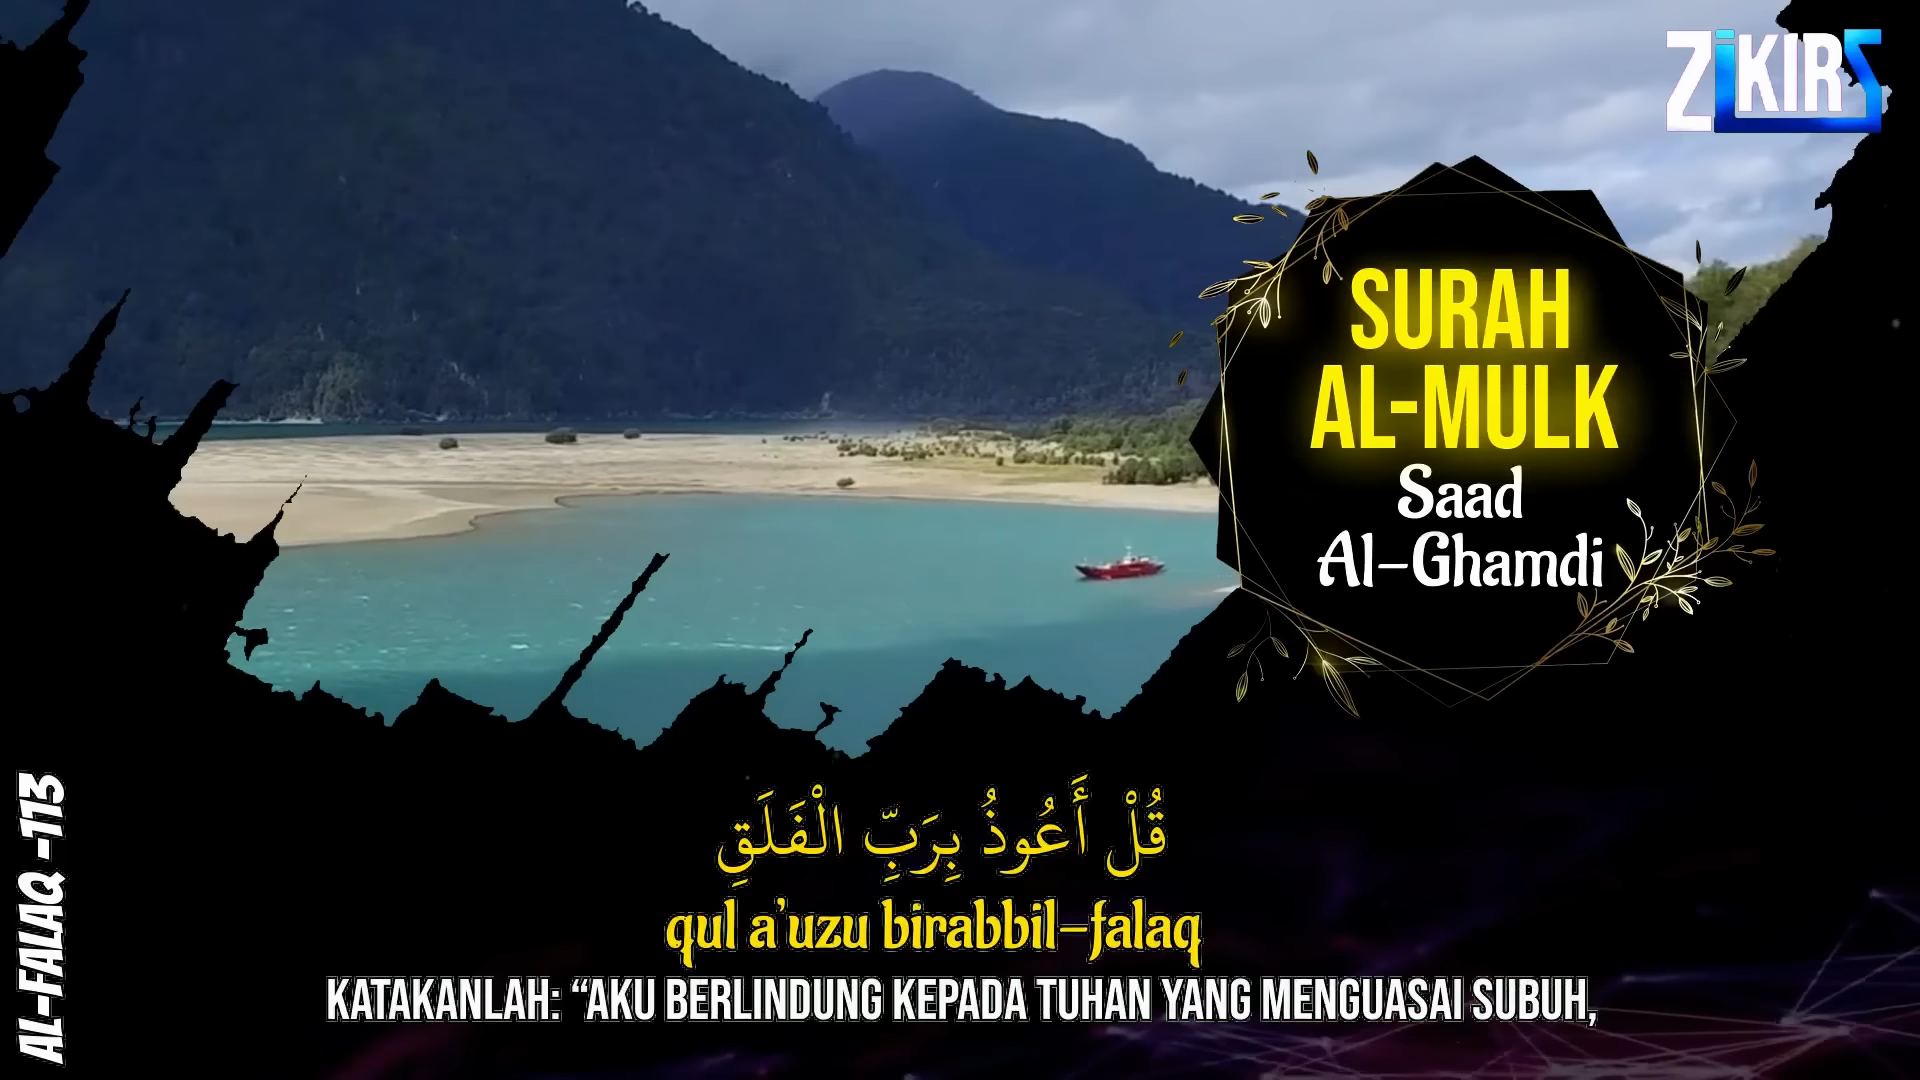 ZiKIRS
SURAH
AL-MULK
Saad
Al-Ghamdi
قُلْ أَعُوذُ بِرَبِّ الْفَلَقِ
qul a'uzu birabbil-falaq
KATAKANLAH: “AKU BERLINDUNG KEPADA TUHAN YANG MENGUASAI SUBUH,
AL-FALAQ -113